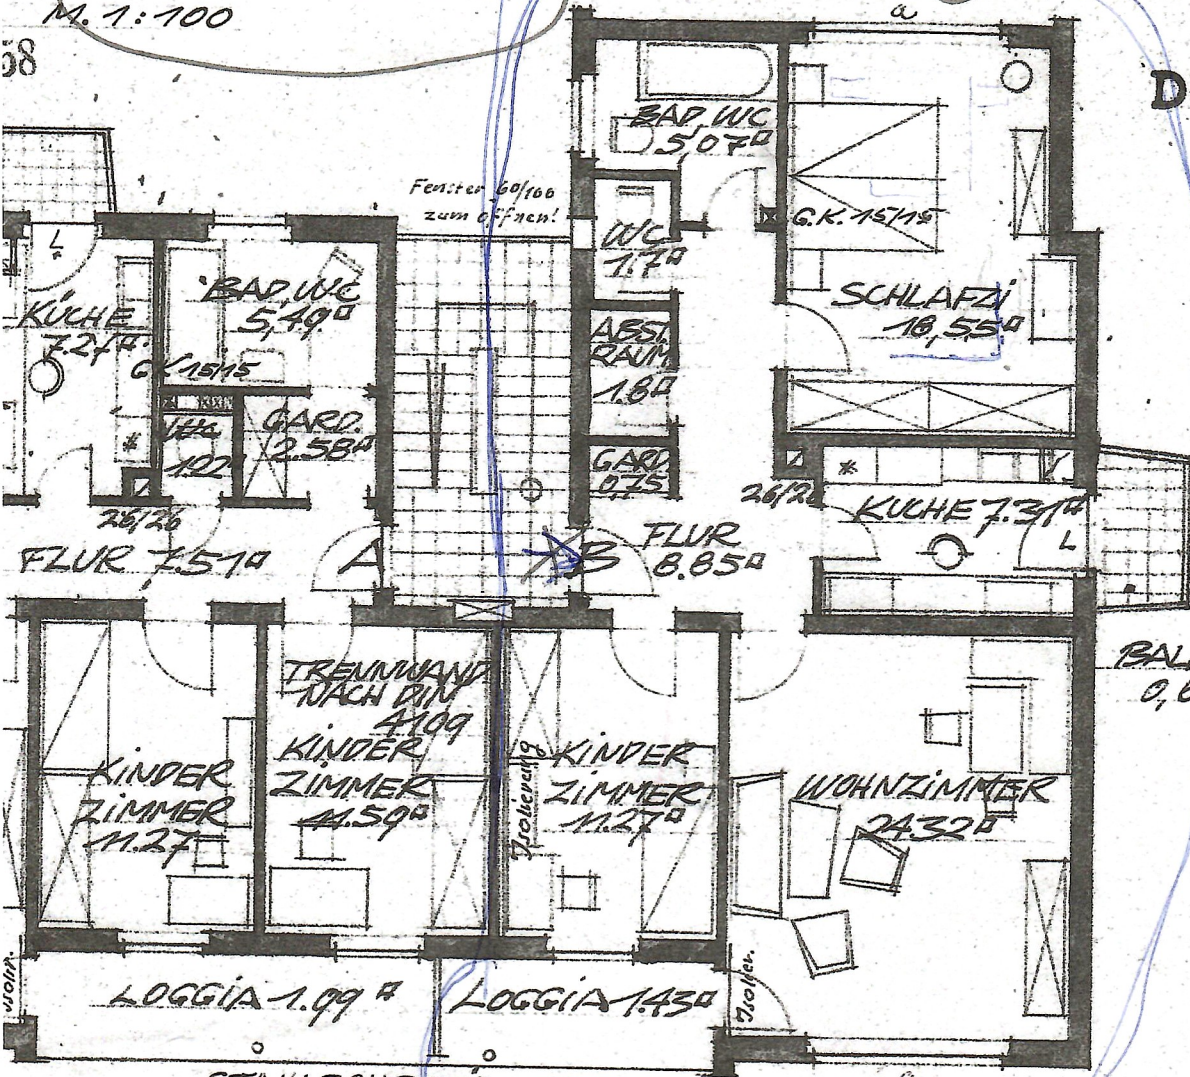 M. 1:100
58
a
D
BAD, WC
5,07
Fenster 60/100
zum öffnen!
WC
1.7
G.K. 15/15
L
KÜCHE
7.27
BAD, WC
5,49
G.K. 15/15
ABST.
RAUM
1.8
SCHLAFZi
18,55
*
1.92
GARD.
2.58
GARD
0,75
26/26
*
KÜCHE 7.31
L
26/26
FLUR 7.51
A
B
FLUR
8.85
BAL
0,6
TRENNWAND
NACH DIN
4109
KiNDER
ZiMMER
11.59
KiNDER
ZiMMER
11.27
Isolierung
KiNDER
ZiMMER
11.27
WOHNZiMMER
24.32
Isolier.
LOGGiA 1.99
LOGGiA 1.43
Isolier.